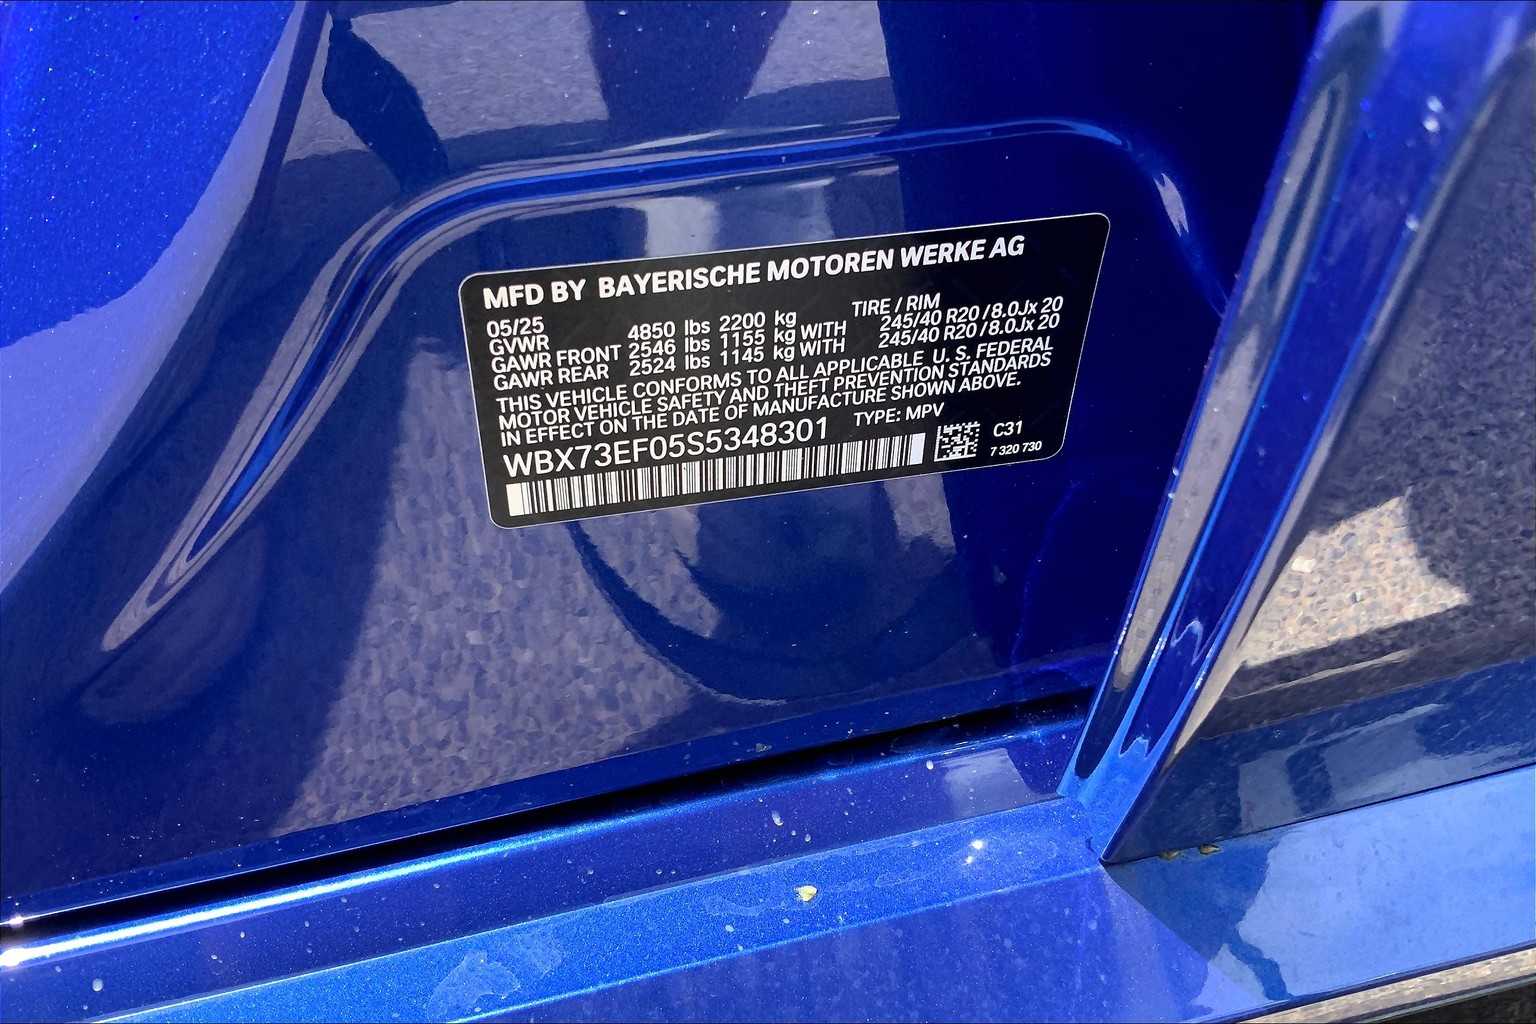 MFD BY BAYERISCHE MOTOREN WERKE AG
05/25 TIRE / RIM
GVWR 4850 lbs 2200 kg
GAWR FRONT 2546 lbs 1155 kg WITH 245/40 R20 / 8.0Jx 20
GAWR REAR 2524 lbs 1145 kg WITH 245/40 R20 / 8.0Jx 20
THIS VEHICLE CONFORMS TO ALL APPLICABLE U. S. FEDERAL
MOTOR VEHICLE SAFETY AND THEFT PREVENTION STANDARDS
IN EFFECT ON THE DATE OF MANUFACTURE SHOWN ABOVE.
WBX73EF05S5348301 TYPE: MPV
C31
7 320 730